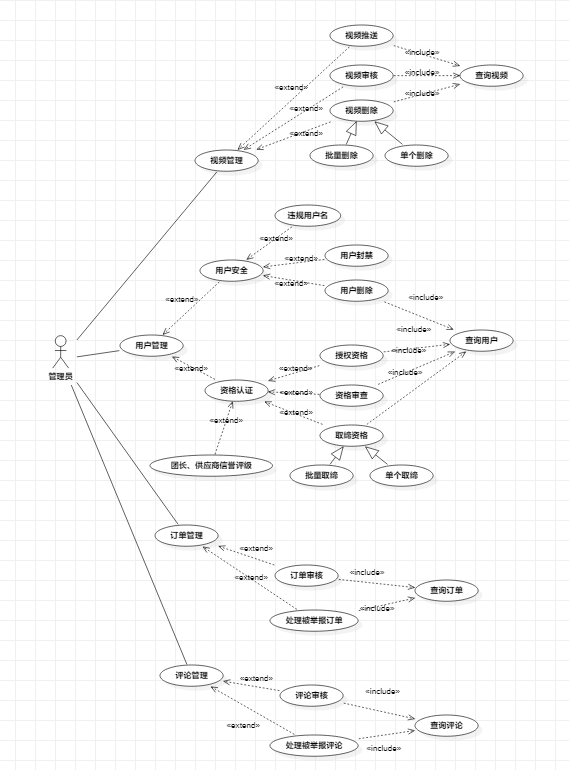 视频推送
«include»
视频审核
«include»
查询视频
«extend»
«include»
«extend»
视频删除
«extend»
批量删除
单个删除
视频管理
违规用户名
«extend»
用户封禁
«extend»
用户安全
«extend»
用户删除
«extend»
«include»
«include»
查询用户
管理员
用户管理
授权资格
«include»
«extend»
«extend»
«include»
资格认证
«extend»
资格审查
«extend»
«extend»
取缔资格
团长、供应商信誉评级
批量取缔
单个取缔
订单管理
«extend»
«extend»
订单审核
«include»
查询订单
«include»
处理被举报订单
评论管理
«extend»
评论审核
«include»
«extend»
查询评论
处理被举报评论
«include»